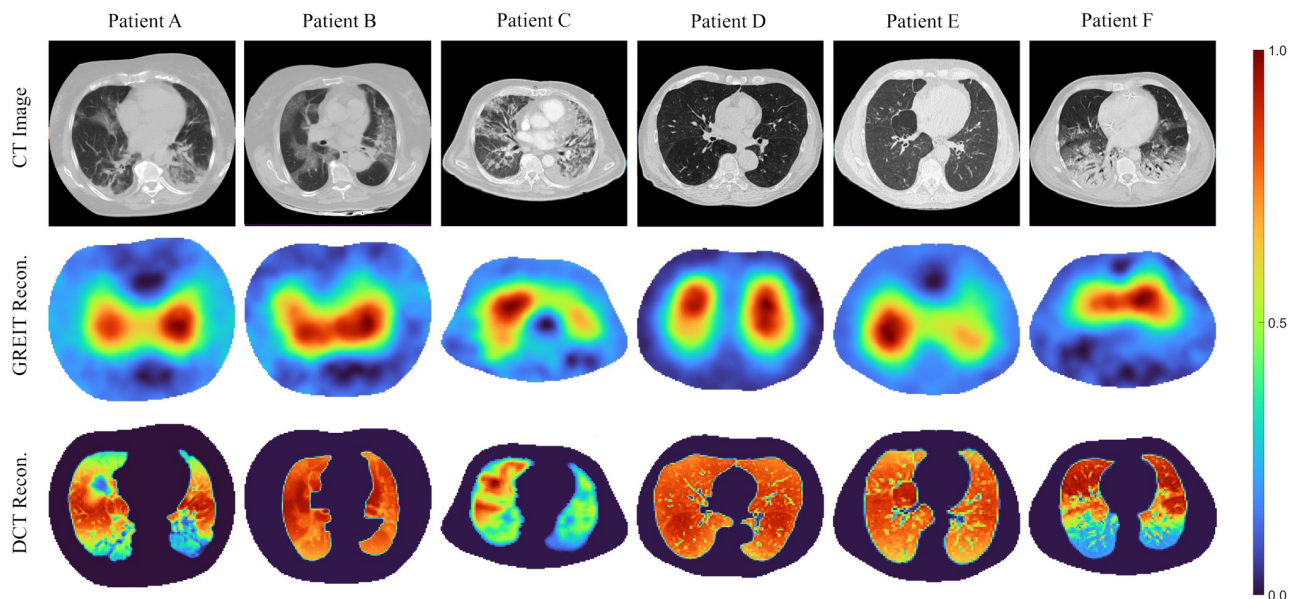 Patient A
Patient B
Patient C
Patient D
Patient E
Patient F
CT Image
GREIT Recon.
DCT Recon.
1.0
0.5
0.0